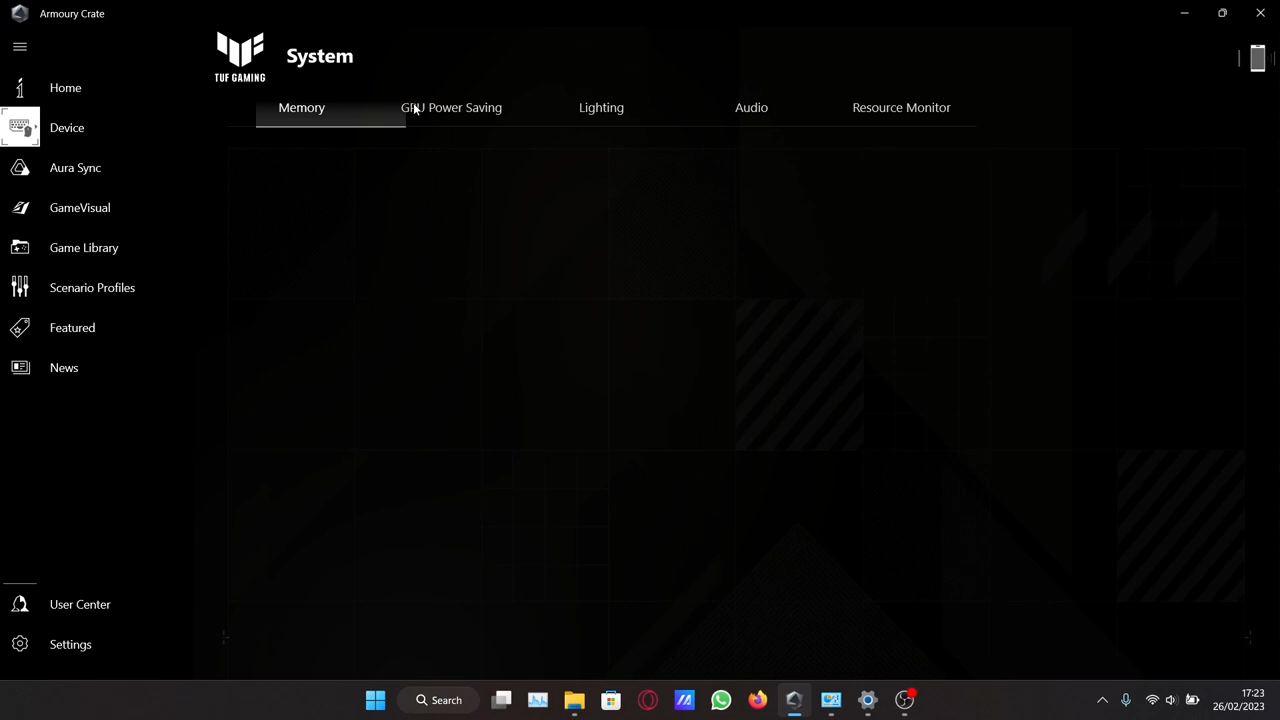 Armoury Crate
TUF GAMING
System
Memory
GPU Power Saving
Lighting
Audio
Resource Monitor
Home
Device
Aura Sync
GameVisual
Game Library
Scenario Profiles
Featured
News
User Center
Settings
Search
17:23
26/02/2023